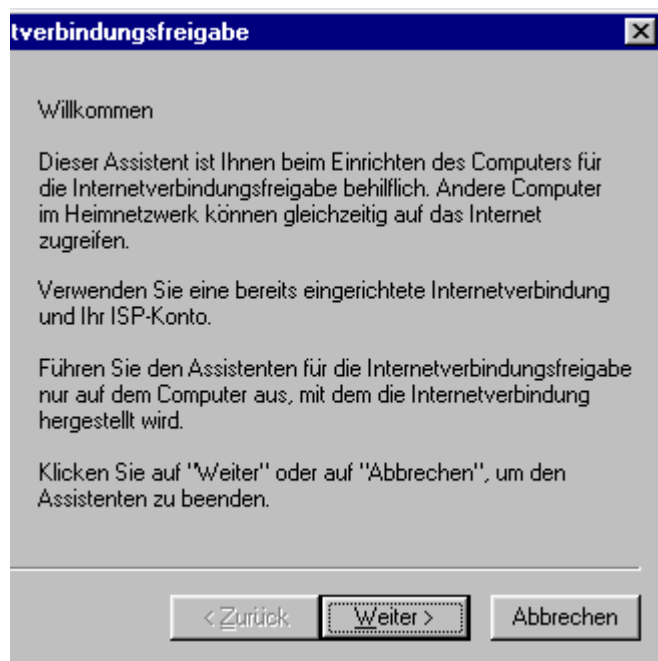 tverbindungsfreigabe
Willkommen
Dieser Assistent ist Ihnen beim Einrichten des Computers für
die Internetverbindungsfreigabe behilflich. Andere Computer
im Heimnetzwerk können gleichzeitig auf das Internet
zugreifen.
Verwenden Sie eine bereits eingerichtete Internetverbindung
und Ihr ISP-Konto.
Führen Sie den Assistenten für die Internetverbindungsfreigabe
nur auf dem Computer aus, mit dem die Internetverbindung
hergestellt wird.
Klicken Sie auf "Weiter" oder auf "Abbrechen", um den
Assistenten zu beenden.
< Zurück Weiter > Abbrechen